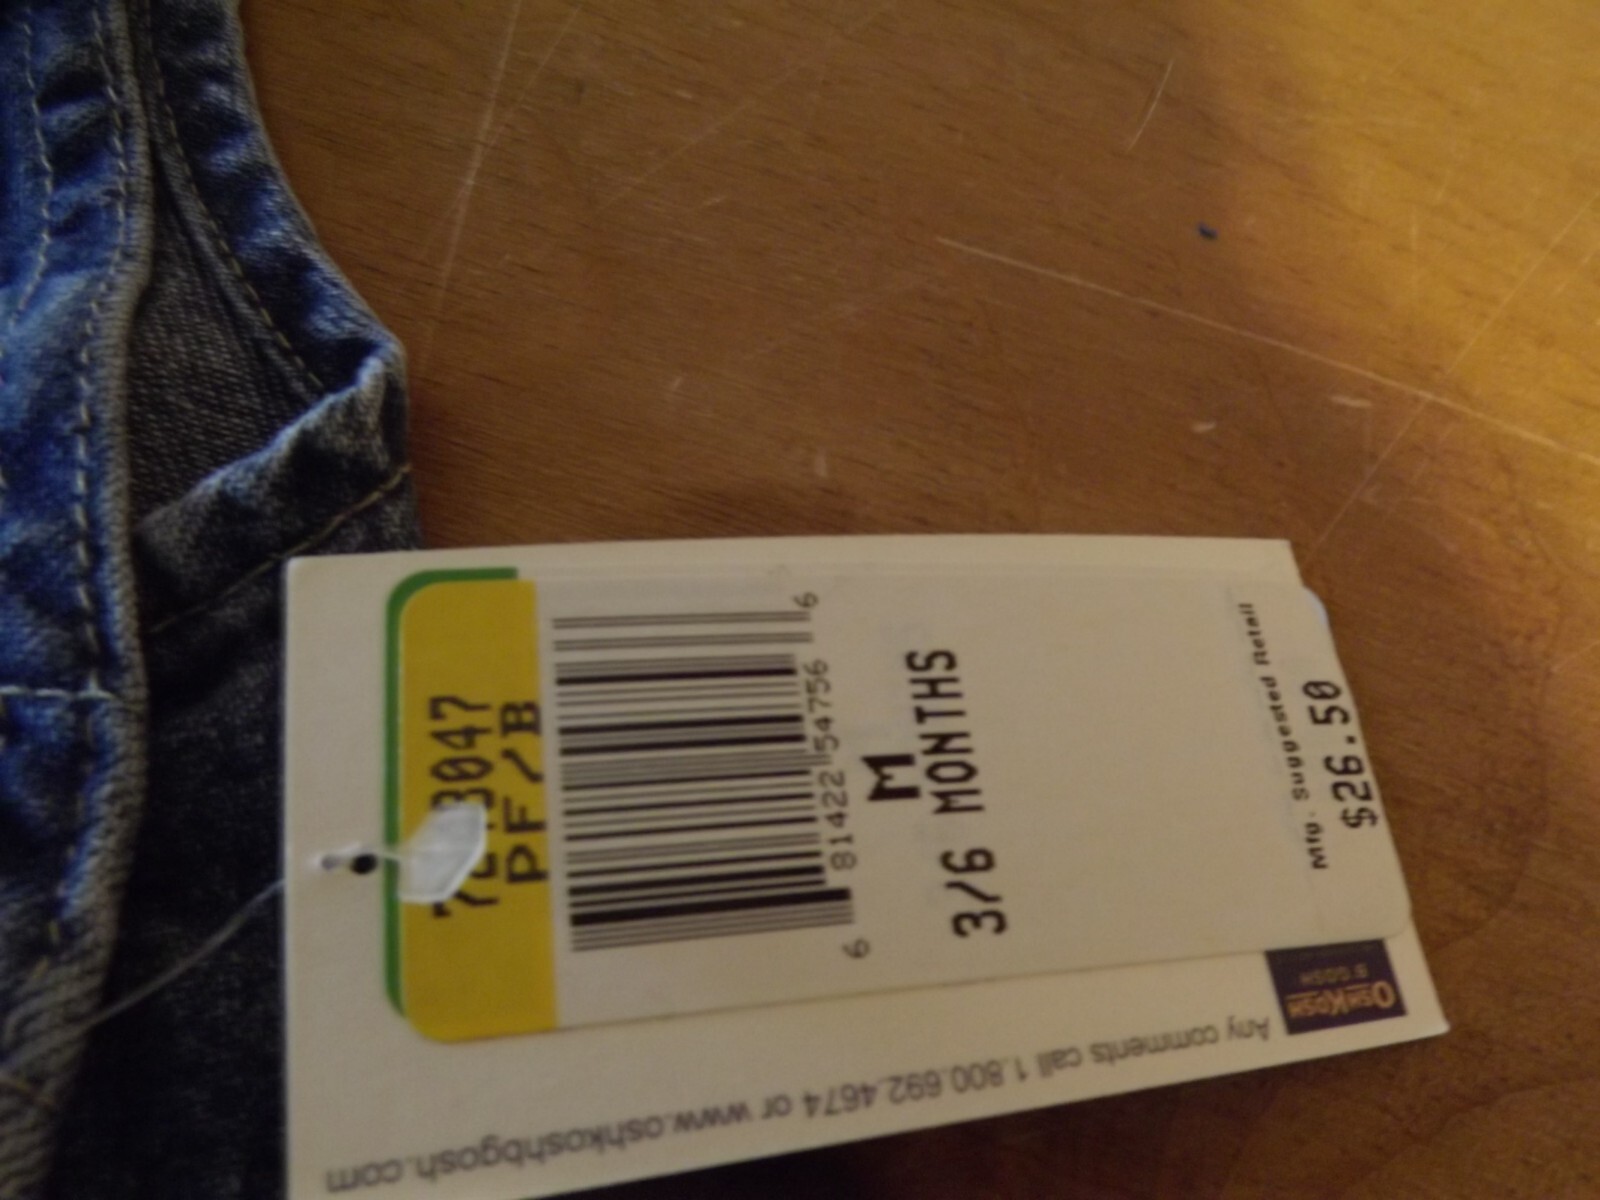 PF/B
6 81422 54756 6
M
3/6 MONTHS
Mfg. Suggested Retail
$26.50
OSHKOSH
B'GOSH
Any comments call 1.800.692.4674 or www.oshkoshbgosh.com